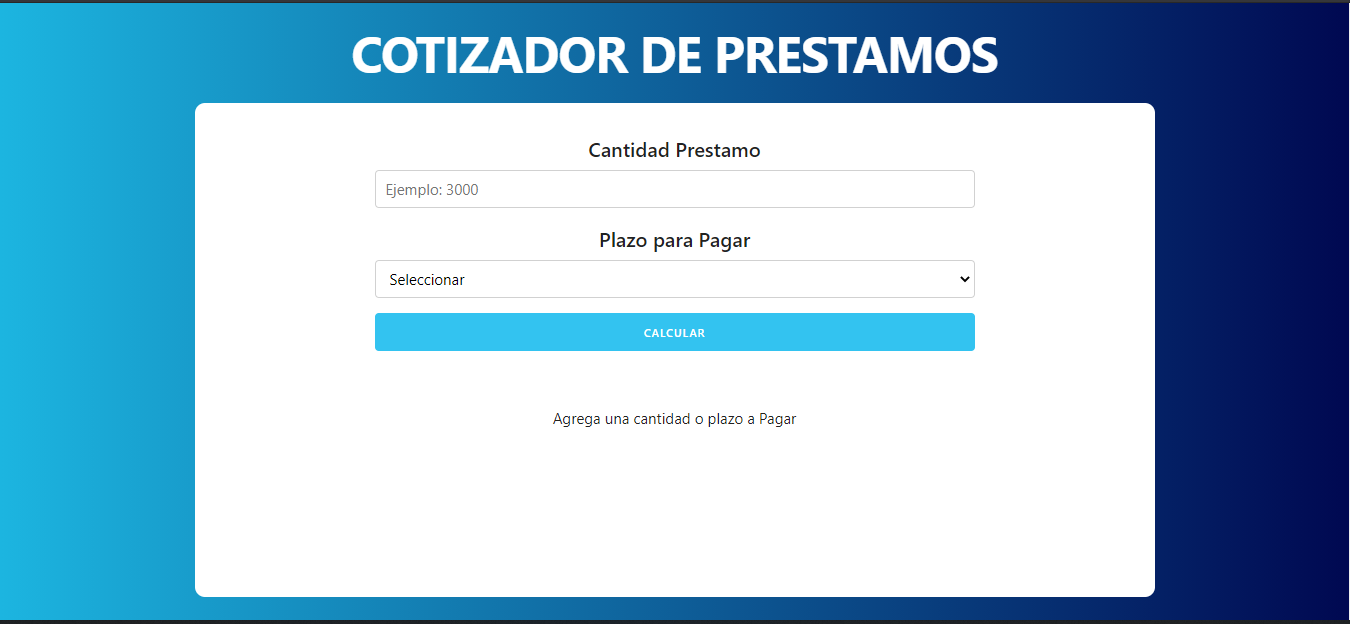 COTIZADOR DE PRESTAMOS
Cantidad Prestamo
Ejemplo: 3000
Plazo para Pagar
Seleccionar
CALCULAR
Agrega una cantidad o plazo a Pagar